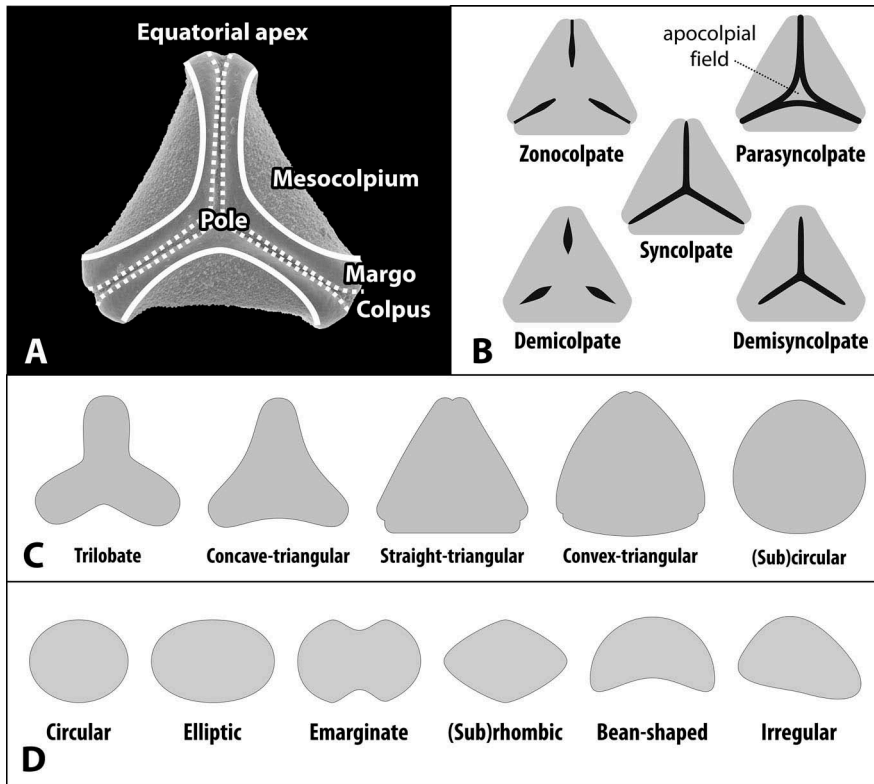 Equatorial apex
Mesocolpium
Pole
Margo
Colpus
A
apocolpial
field
Zonocolpate
Parasyncolpate
Syncolpate
Demicolpate
Demisyncolpate
B
Trilobate
Concave-triangular
Straight-triangular
Convex-triangular
(Sub)circular
C
Circular
Elliptic
Emarginate
(Sub)rhombic
Bean-shaped
Irregular
D